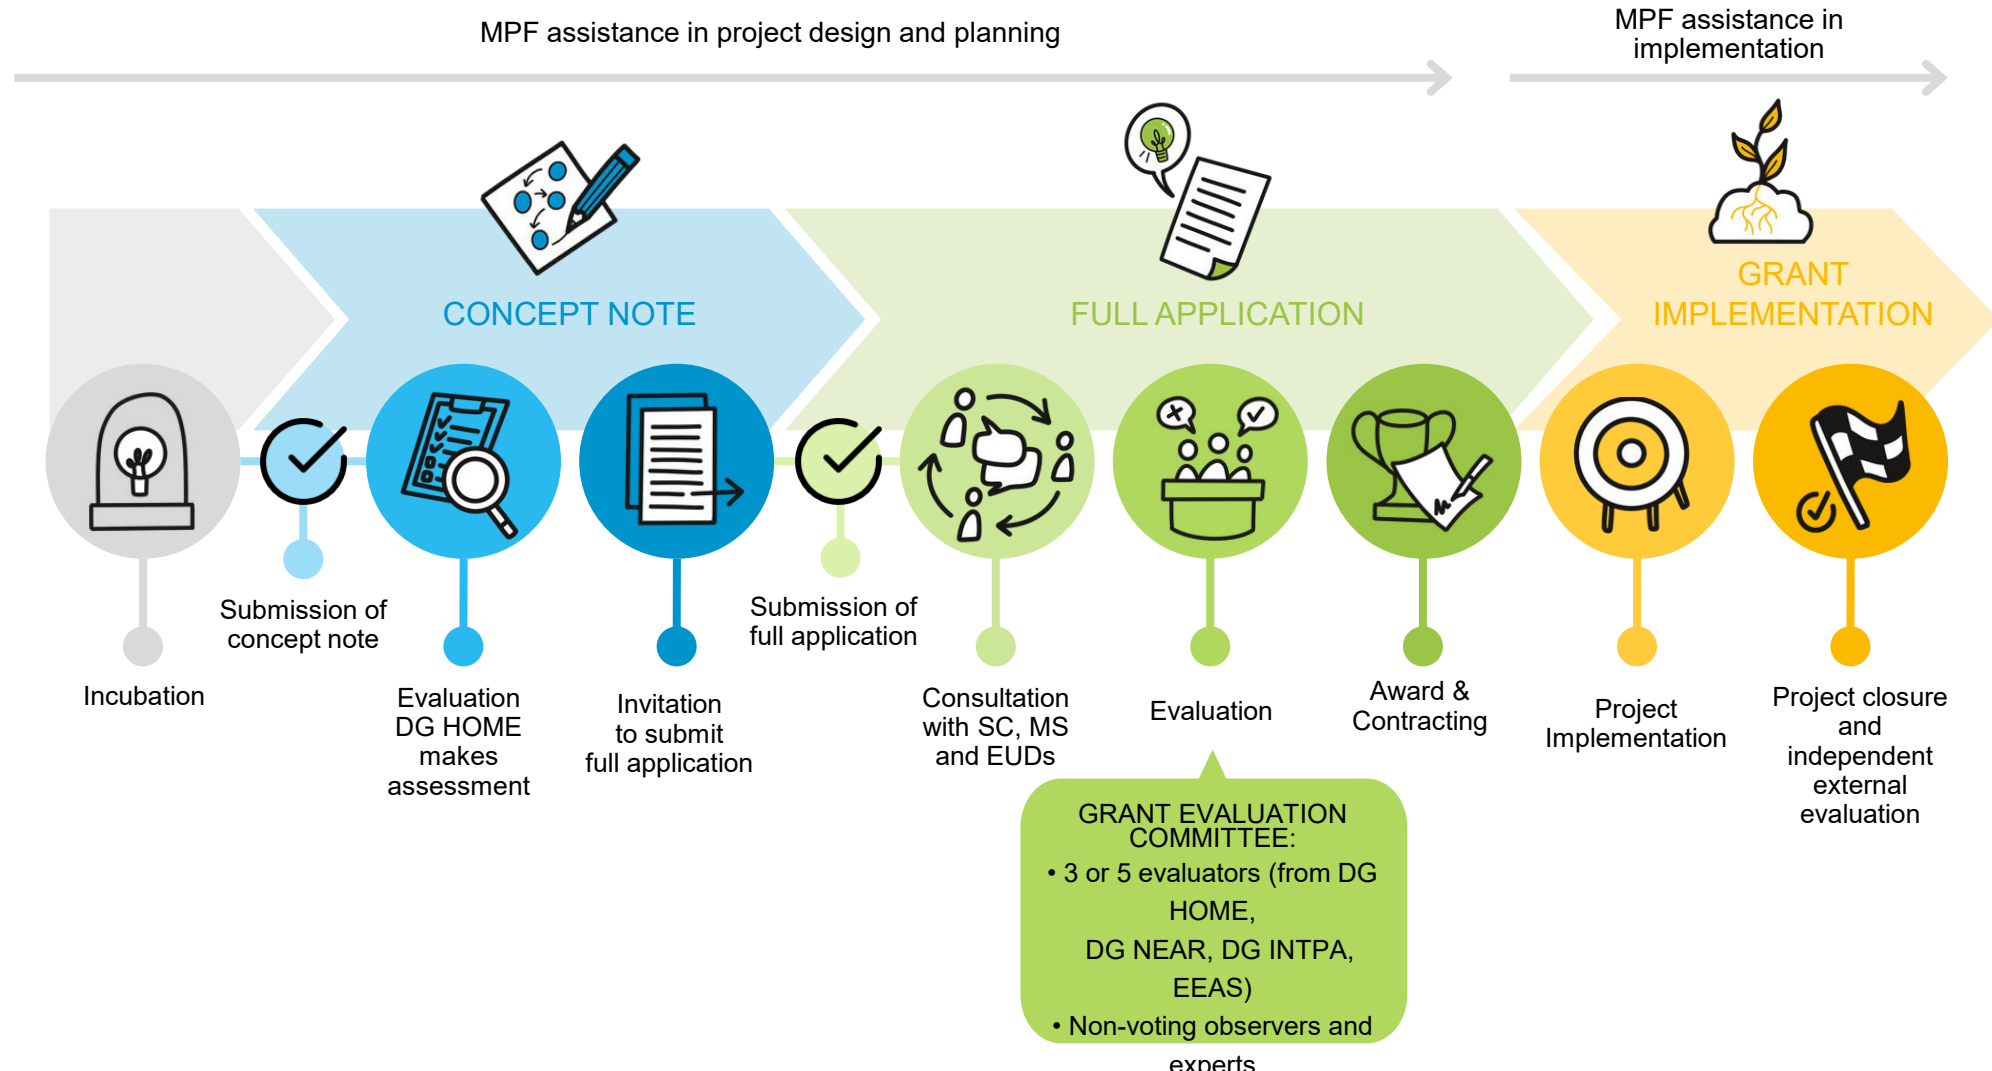 MPF assistance in project design and planning
MPF assistance in
implementation
CONCEPT NOTE
FULL APPLICATION
GRANT
IMPLEMENTATION
Incubation
Submission of
concept note
Evaluation
DG HOME
makes
assessment
Invitation
to submit
full application
Submission of
full application
Consultation
with SC, MS
and EUDs
Evaluation
Award &
Contracting
Project
Implementation
Project closure
and
independent
external
evaluation
GRANT EVALUATION
COMMITTEE:
• 3 or 5 evaluators (from DG
HOME,
DG NEAR, DG INTPA,
EEAS)
• Non-voting observers and
experts